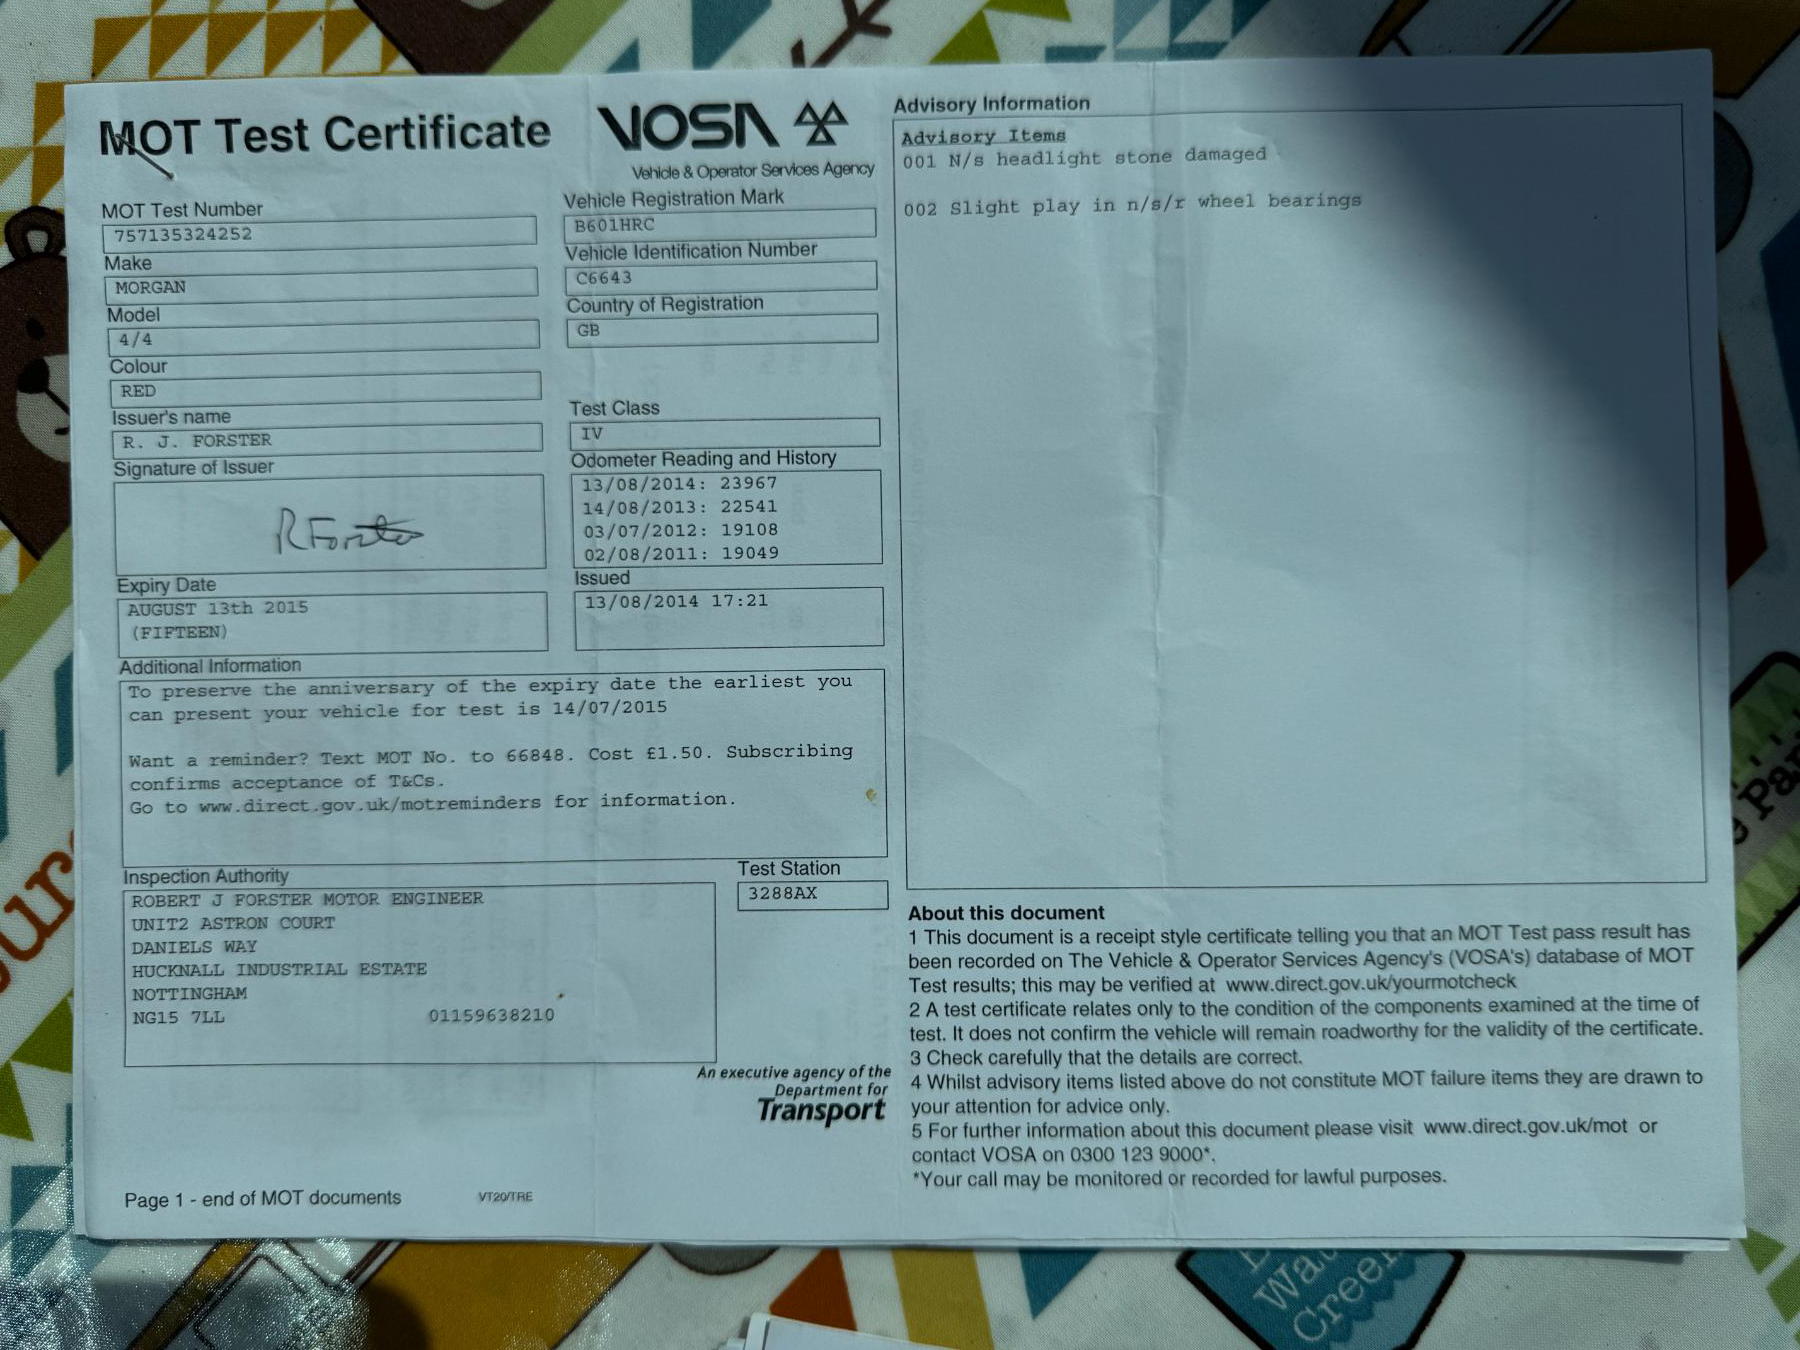 MOT Test Certificate
VOSA
Vehicle & Operator Services Agency
MOT Test Number
757135324252
Make
MORGAN
Model
4/4
Colour
RED
Issuer's name
R. J. FORSTER
Signature of Issuer
R Forster
Expiry Date
AUGUST 13th 2015
(FIFTEEN)
Vehicle Registration Mark
B601HRC
Vehicle Identification Number
C6643
Country of Registration
GB
Test Class
IV
Odometer Reading and History
13/08/2014: 23967
14/08/2013: 22541
03/07/2012: 19108
02/08/2011: 19049
Issued
13/08/2014 17:21
Additional Information
To preserve the anniversary of the expiry date the earliest you
can present your vehicle for test is 14/07/2015
Want a reminder? Text MOT No. to 66848. Cost £1.50. Subscribing
confirms acceptance of T&Cs.
Go to www.direct.gov.uk/motreminders for information.
Inspection Authority
ROBERT J FORSTER MOTOR ENGINEER
UNIT2 ASTRON COURT
DANIELS WAY
HUCKNALL INDUSTRIAL ESTATE
NOTTINGHAM
NG15 7LL 01159638210
Test Station
3288AX
An executive agency of the
Department for
Transport
Page 1 - end of MOT documents VT20/TRE
Advisory Information
Advisory Items
001 N/s headlight stone damaged
002 Slight play in n/s/r wheel bearings
About this document
1 This document is a receipt style certificate telling you that an MOT Test pass result has
been recorded on The Vehicle & Operator Services Agency's (VOSA's) database of MOT
Test results; this may be verified at www.direct.gov.uk/yourmotcheck
2 A test certificate relates only to the condition of the components examined at the time of
test. It does not confirm the vehicle will remain roadworthy for the validity of the certificate.
3 Check carefully that the details are correct.
4 Whilst advisory items listed above do not constitute MOT failure items they are drawn to
your attention for advice only.
5 For further information about this document please visit www.direct.gov.uk/mot or
contact VOSA on 0300 123 9000*.
*Your call may be monitored or recorded for lawful purposes.